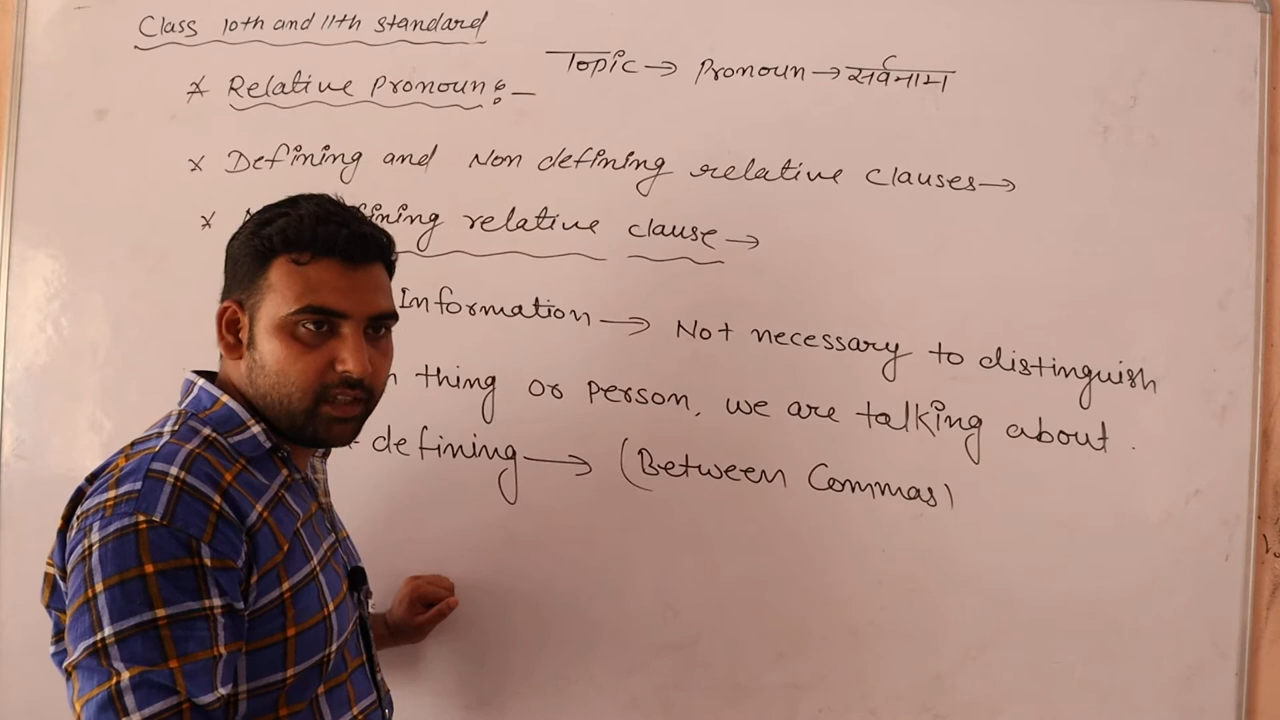 Class 10th and 11th standard
Topic → Pronoun → सर्वनाम
* Relative Pronoun:-
* Defining and Non defining relative clauses →
* relative clause →
Information → Not necessary to distinguish
thing or person, we are talking about.
defining → (Between Commas)